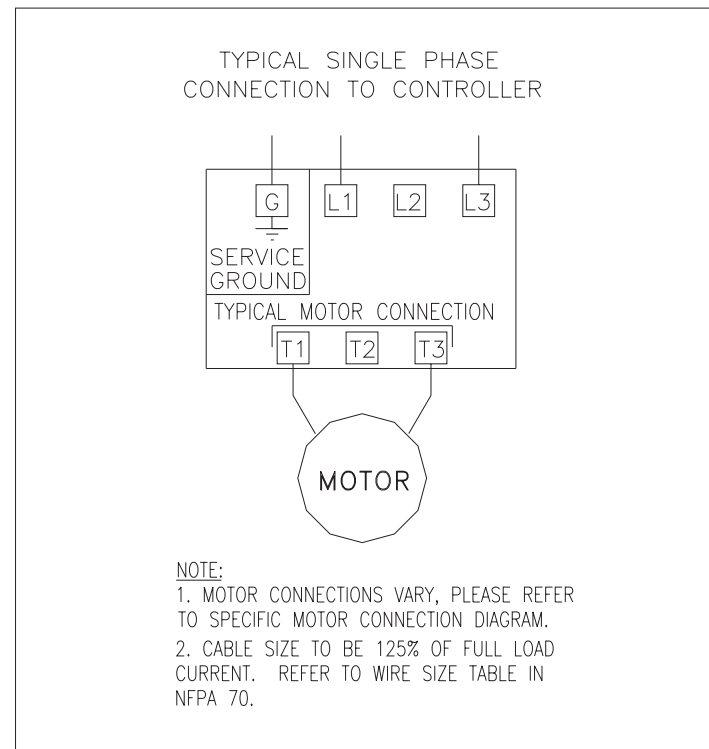 TYPICAL SINGLE PHASE
CONNECTION TO CONTROLLER
G L1 L2 L3
SERVICE
GROUND
TYPICAL MOTOR CONNECTION
T1 T2 T3
MOTOR
NOTE:
1. MOTOR CONNECTIONS VARY, PLEASE REFER
TO SPECIFIC MOTOR CONNECTION DIAGRAM.
2. CABLE SIZE TO BE 125% OF FULL LOAD
CURRENT. REFER TO WIRE SIZE TABLE IN
NFPA 70.